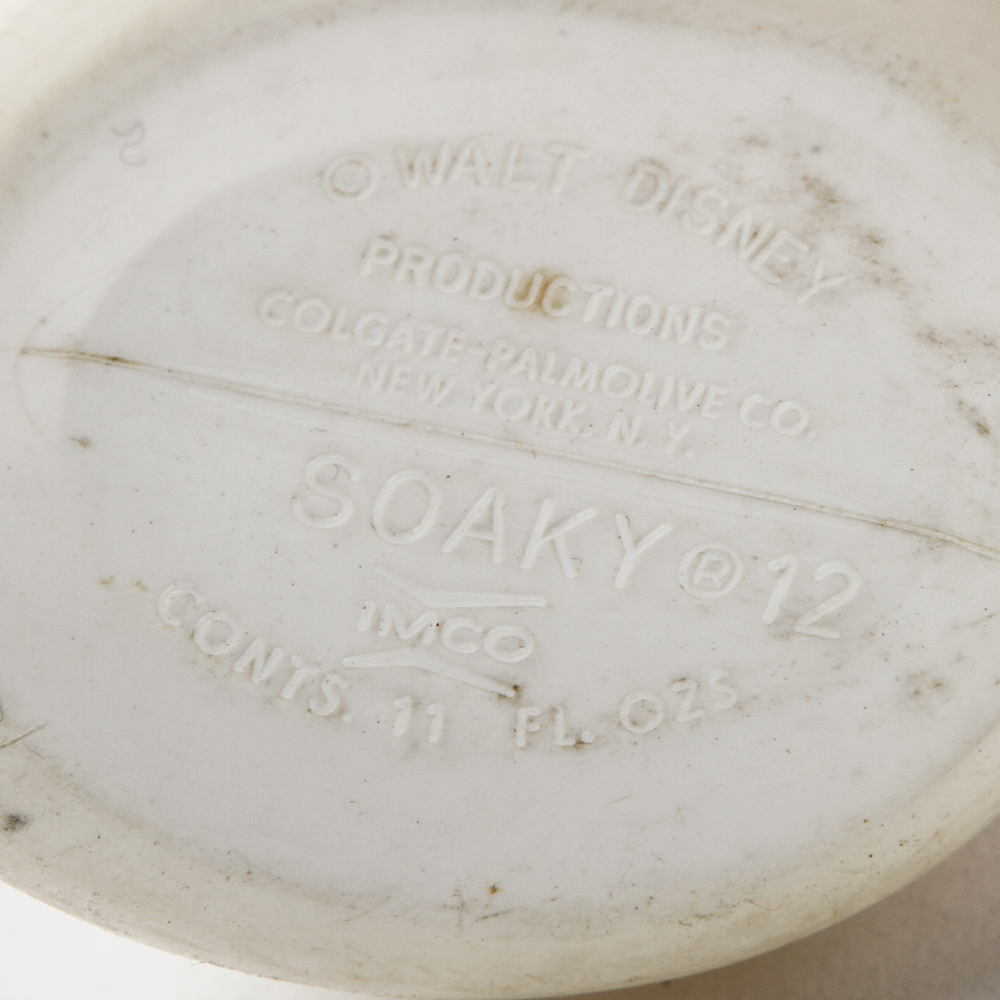 © WALT DISNEY
PRODUCTIONS
COLGATE-PALMOLIVE CO.
NEW YORK, N. Y.
SOAKY ® 12
IMCO
CONTS. 11 FL. OZS.